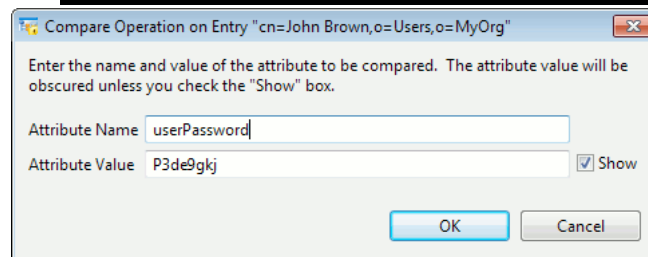 Compare Operation on Entry "cn=John Brown,o=Users,o=MyOrg"
Enter the name and value of the attribute to be compared. The attribute value will be
obscured unless you check the "Show" box.
Attribute Name userPassword
Attribute Value P3de9gkj Show
OK Cancel